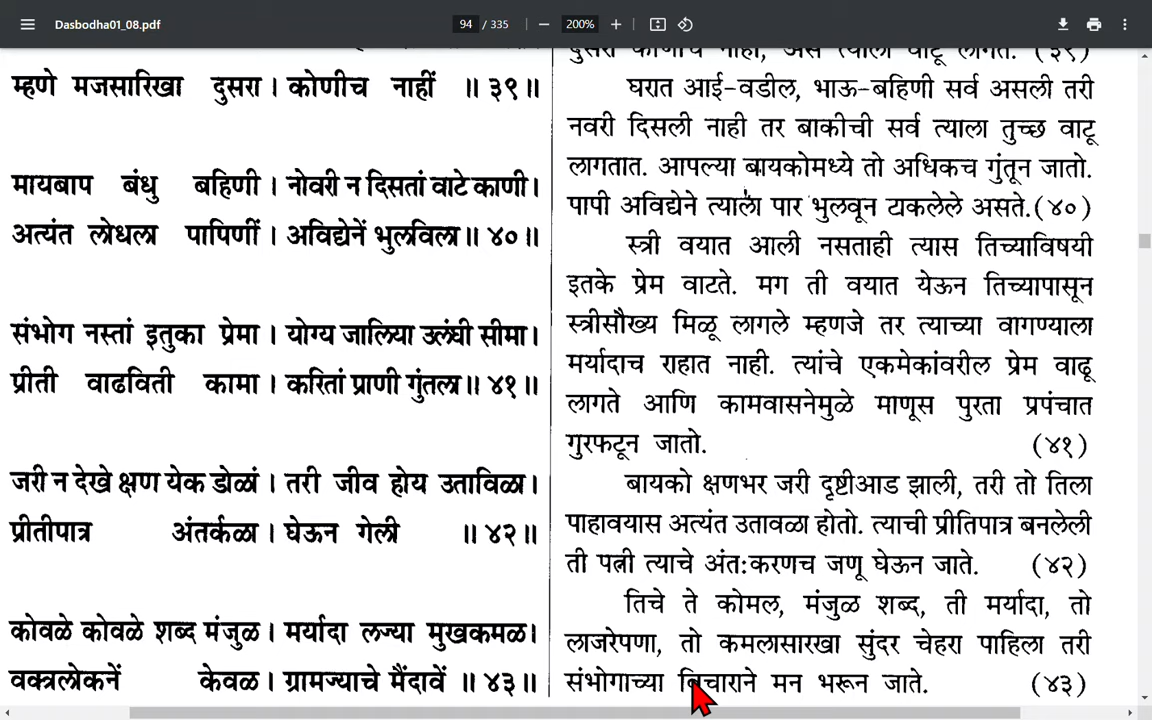 Dasbodha01_08.pdf
94 / 335
200%
म्हणे मजसारिखा दुसरा । कोणीच नाहीं ॥ ३९॥
मायबाप बंधु बहिणी । नोवरी न दिसतां वाटे काणी।
अत्यंत लोधला पापिणीं । अविद्येनें भुलविला॥ ४०॥
संभोग नस्तां इतुका प्रेमा । योग्य जालिया उलंघी सीमा।
प्रीती वाढविती कामा । करितां प्राणी गुंतला॥ ४१॥
जरी न देखे क्षण येक डोळां । तरी जीव होय उताविळा।
प्रीतीपात्र अंतर्कळा । घेऊन गेली ॥ ४२॥
कोवळे कोवळे शब्द मंजुळ । मर्यादा लज्या मुखकमळ।
वक्त्रलोकनें केवळ । ग्रामज्याचे मैंदावें ॥ ४३॥
दुसरा कोणीच नाही, असे त्याला वाटू लागते. (३९)
घरात आई-वडील, भाऊ-बहिणी सर्व असली तरी
नवरी दिसली नाही तर बाकीची सर्व त्याला तुच्छ वाटू
लागतात. आपल्या बायकोमध्ये तो अधिकच गुंतून जातो.
पापी अविद्येने त्याला पार भुलवून टाकलेले असते.(४०)
स्त्री वयात आली नसताही त्यास तिच्याविषयी
इतके प्रेम वाटते. मग ती वयात येऊन तिच्यापासून
स्त्रीसौख्य मिळू लागले म्हणजे तर त्याच्या वागण्याला
मर्यादाच राहात नाही. त्यांचे एकमेकांवरील प्रेम वाढू
लागते आणि कामवासनेमुळे माणूस पुरता प्रपंचात
गुरफटून जातो. (४१)
बायको क्षणभर जरी दृष्टीआड झाली, तरी तो तिला
पाहावयास अत्यंत उतावळा होतो. त्याची प्रीतिपात्र बनलेली
ती पत्नी त्याचे अंत:करणच जणू घेऊन जाते. (४२)
तिचे ते कोमल, मंजुळ शब्द, ती मर्यादा, तो
लाजरेपणा, तो कमलासारखा सुंदर चेहरा पाहिला तरी
संभोगाच्या विचाराने मन भरून जाते. (४३)